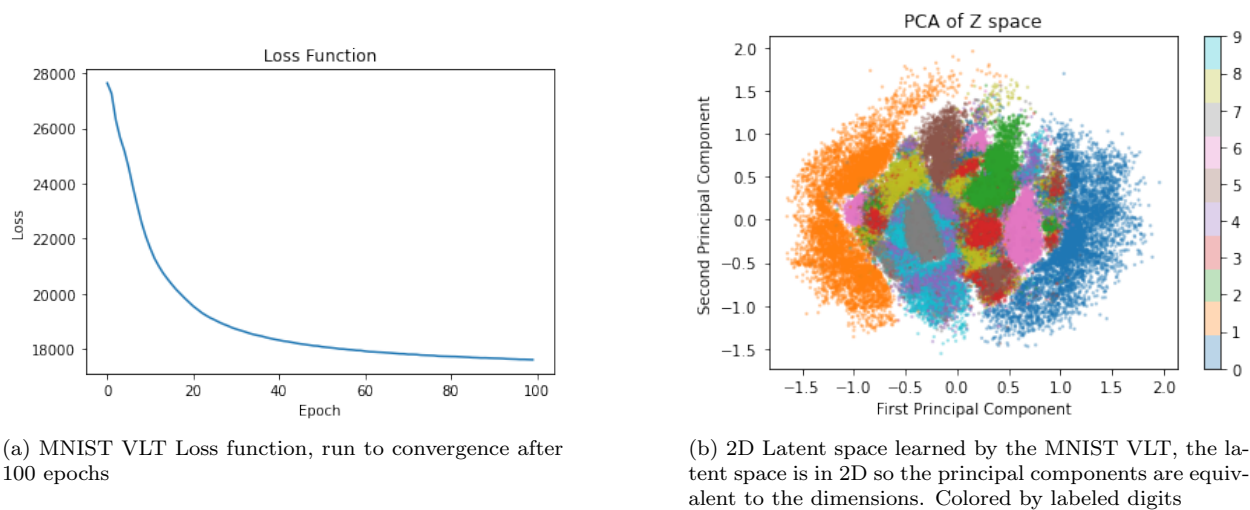 Loss Function
28000
26000
24000
22000
20000
18000
Loss
0 20 40 60 80 100
Epoch
(a) MNIST VLT Loss function, run to convergence after
100 epochs
PCA of Z space
2.0
1.5
1.0
0.5
0.0
−0.5
−1.0
−1.5
Second Principal Component
−1.5 −1.0 −0.5 0.0 0.5 1.0 1.5 2.0
First Principal Component
9
8
7
6
5
4
3
2
1
0
(b) 2D Latent space learned by the MNIST VLT, the la-
tent space is in 2D so the principal components are equiv-
alent to the dimensions. Colored by labeled digits